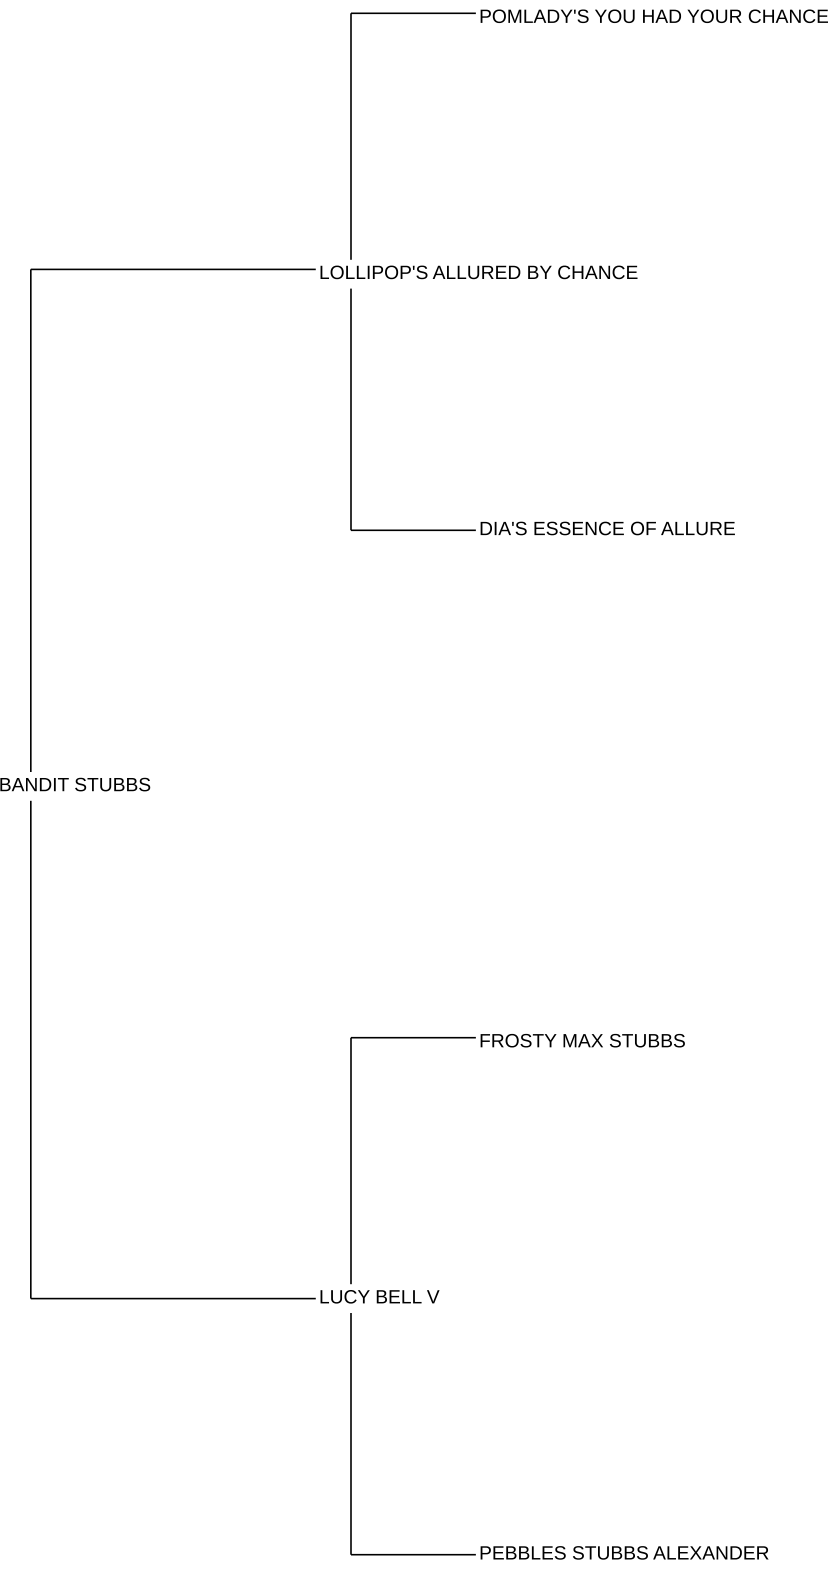 POMLADY'S YOU HAD YOUR CHANCE
LOLLIPOP'S ALLURED BY CHANCE
DIA'S ESSENCE OF ALLURE
BANDIT STUBBS
FROSTY MAX STUBBS
LUCY BELL V
PEBBLES STUBBS ALEXANDER